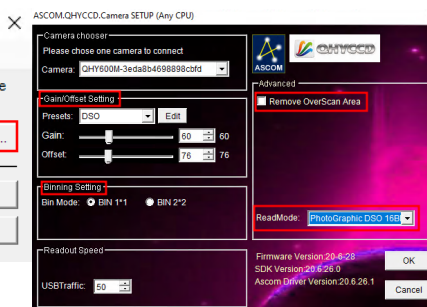 ASCOM.QHYCCD.Camera SETUP (Any CPU)
Camera chooser
Please chose one camera to connect
Camera: QHY600M-3eda8b4698898cbfd
ASCOM
QHYCCD
Gain/Offset Setting
Presets: DSO Edit
Gain: 60 60
Offset: 76 76
Advanced
Remove OverScan Area
Binning Setting
Bin Mode: BIN 1*1 BIN 2*2
ReadMode: PhotoGraphic DSO 16B
Readout Speed
USBTraffic: 50
Firmware Version:20-6-28
SDK Version:20.6.26.0
Ascom Driver Version:20.6.26.1
OK
Cancel
e
...